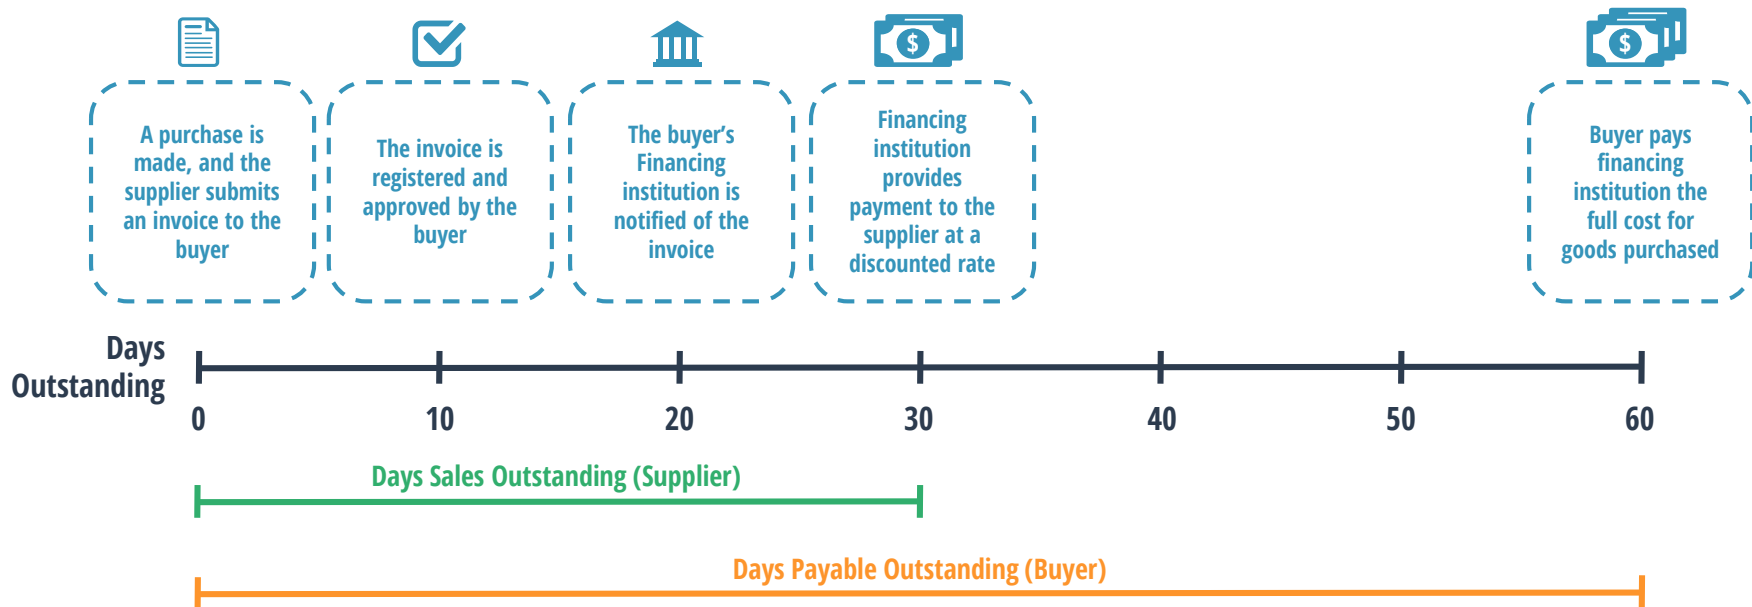 A purchase is
made, and the
supplier submits
an invoice to the
buyer
The invoice is
registered and
approved by the
buyer
The buyer’s
Financing
institution is
notified of the
invoice
Financing
institution
provides
payment to the
supplier at a
discounted rate
Buyer pays
financing
institution the
full cost for
goods purchased
$
$
Days
Outstanding
0
10
20
30
40
50
60
Days Sales Outstanding (Supplier)
Days Payable Outstanding (Buyer)